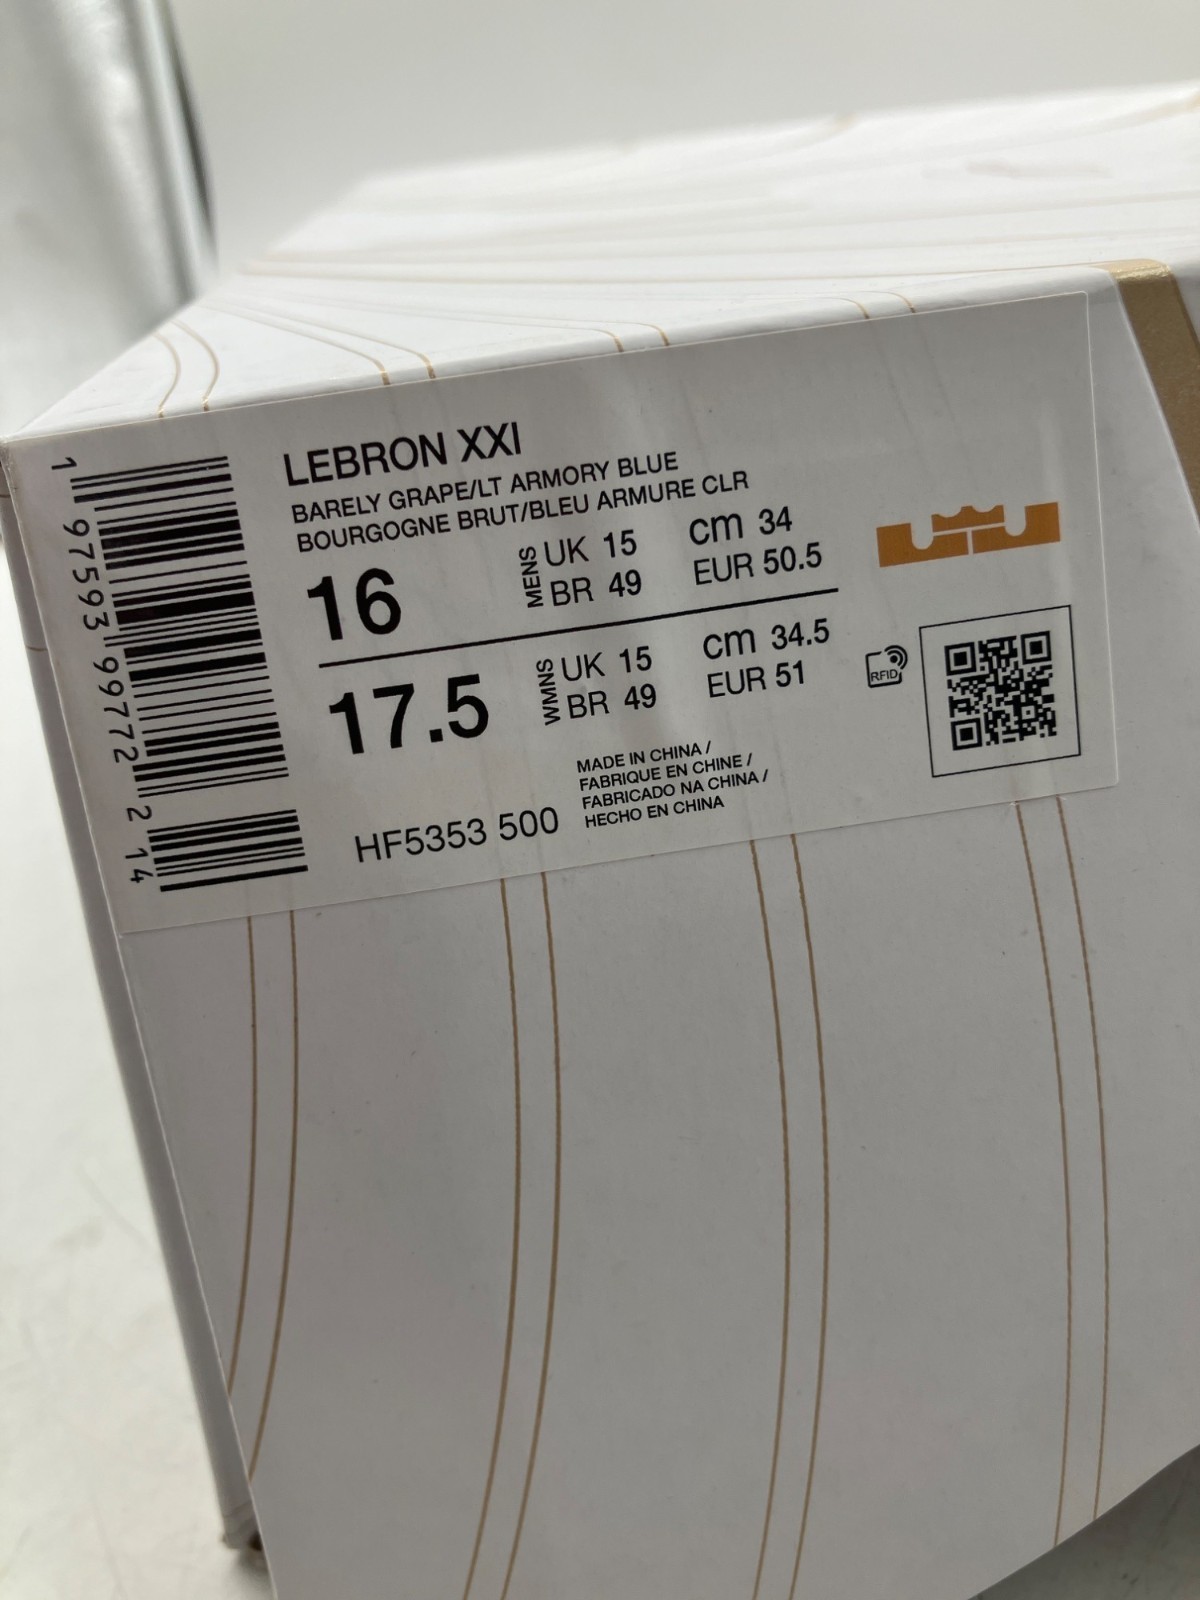 LEBRON XXI
BARELY GRAPE/LT ARMORY BLUE
BOURGOGNE BRUT/BLEU ARMURE CLR
16
MENS
UK 15
BR 49
cm 34
EUR 50.5
17.5
WMNS
UK 15
BR 49
cm 34.5
EUR 51
RFID
HF5353 500
MADE IN CHINA /
FABRIQUE EN CHINE /
FABRICADO NA CHINA /
HECHO EN CHINA
1 97593 99772 2 14